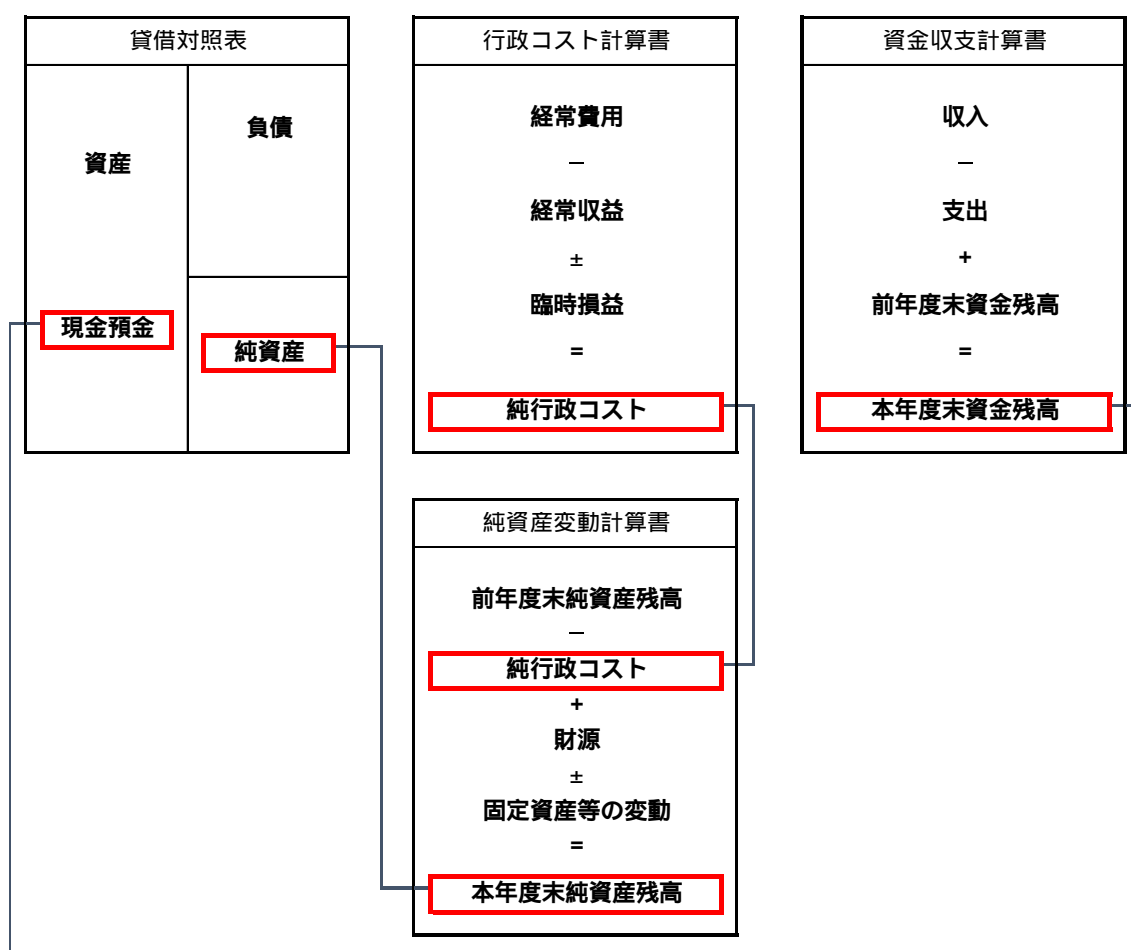 貸借対照表
資産
現金預金
負債
純資産
行政コスト計算書
経常費用
－
経常収益
±
臨時損益
=
純行政コスト
資金収支計算書
収入
－
支出
+
前年度末資金残高
=
本年度末資金残高
純資産変動計算書
前年度末純資産残高
－
純行政コスト
+
財源
±
固定資産等の変動
=
本年度末純資産残高